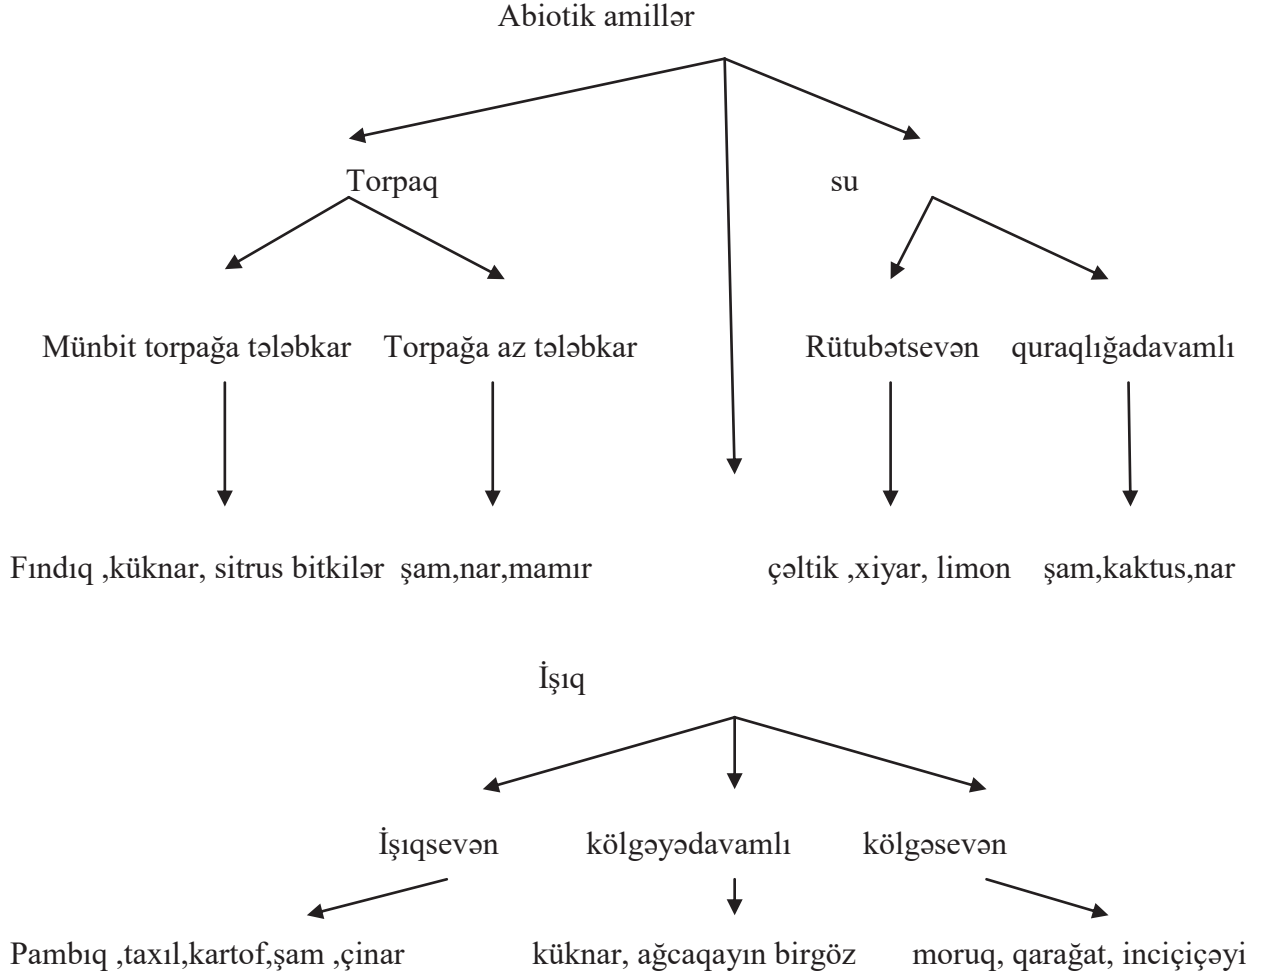 Abiotik amillər
Torpaq su
Münbit torpağa tələbkar Torpağa az tələbkar Rütubətsevən quraqlığadavamlı
Fındıq ,küknar, sitrus bitkilər şam,nar,mamır çəltik ,xiyar, limon şam,kaktus,nar
İşıq
İşıqsevən kölgəyədavamlı kölgəsevən
Pambıq ,taxıl,kartof,şam ,çinar küknar, ağcaqayın birgöz moruq, qarağat, inciçiçəyi